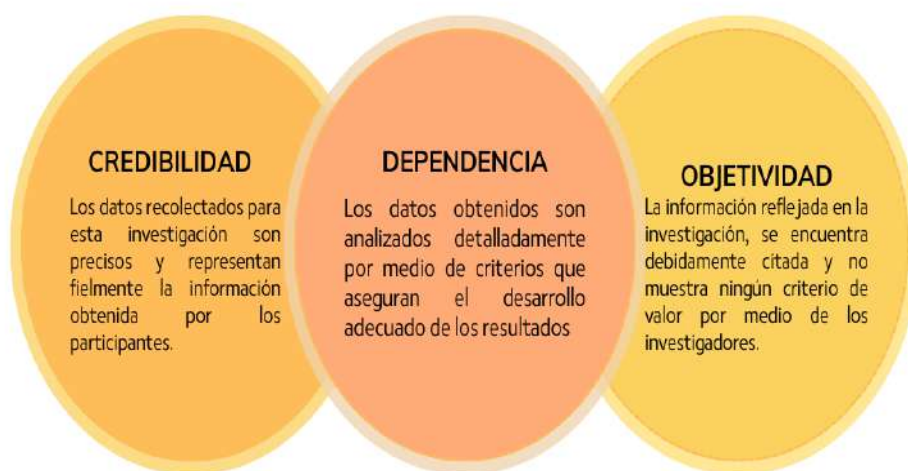 CREDIBILIDAD
Los datos recolectados para
esta investigación son
precisos y representan
fielmente la información
obtenida por los
participantes.
DEPENDENCIA
Los datos obtenidos son
analizados detalladamente
por medio de criterios que
aseguran el desarrollo
adecuado de los resultados
OBJETIVIDAD
La información reflejada en la
investigación, se encuentra
debidamente citada y no
muestra ningún criterio de
valor por medio de los
investigadores.